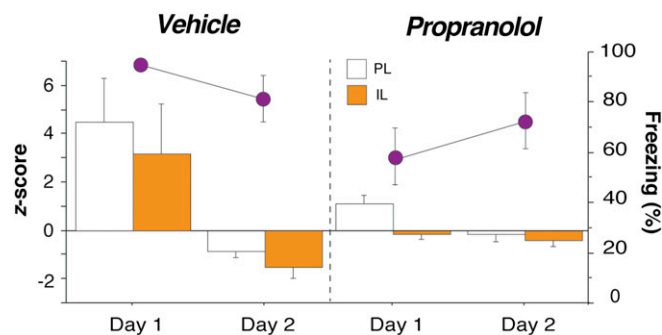 Vehicle
Propranolol
PL
IL
z-score
6
4
2
0
-2
Freezing (%)
100
80
60
40
20
0
Day 1
Day 2
Day 1
Day 2